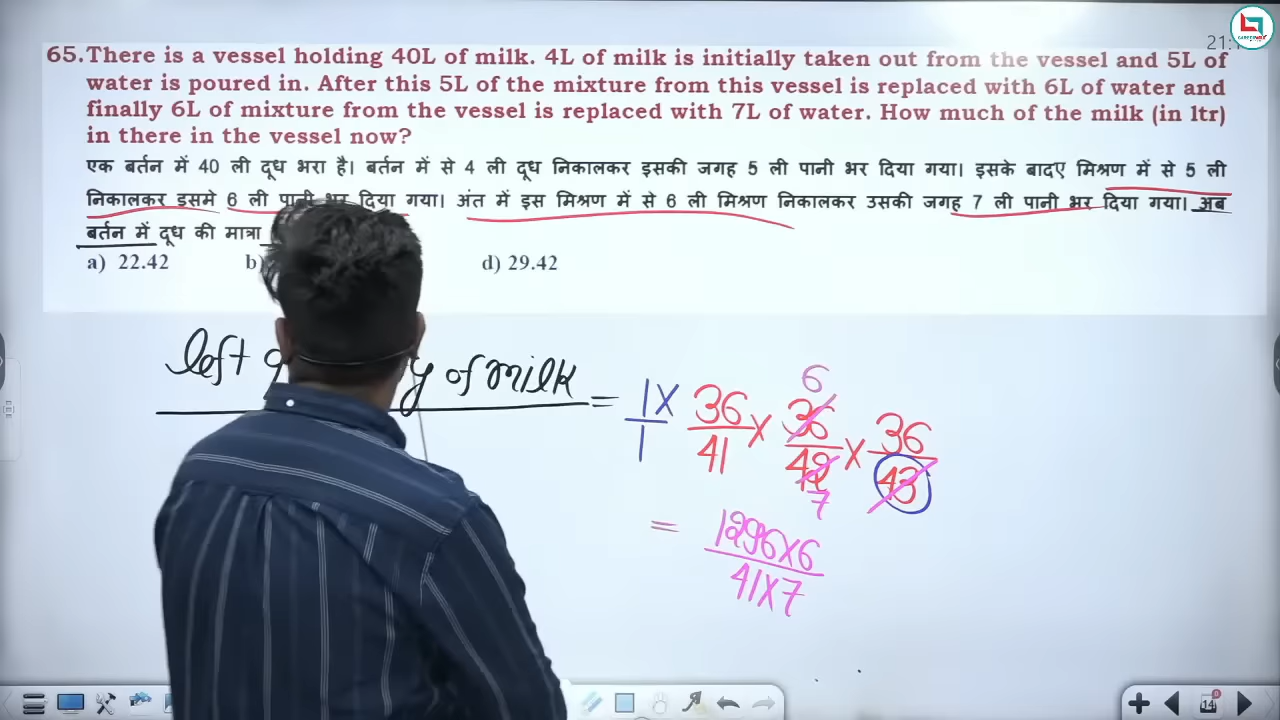 21:
65.There is a vessel holding 40L of milk. 4L of milk is initially taken out from the vessel and 5L of
water is poured in. After this 5L of the mixture from this vessel is replaced with 6L of water and
finally 6L of mixture from the vessel is replaced with 7L of water. How much of the milk (in ltr)
in there in the vessel now?
एक बर्तन में 40 ली दूध भरा है। बर्तन में से 4 ली दूध निकालकर इसकी जगह 5 ली पानी भर दिया गया। इसके बादए मिश्रण में से 5 ली
निकालकर इसमे 6 ली पानी भर दिया गया। अंत में इस मिश्रण में से 6 ली मिश्रण निकालकर उसकी जगह 7 ली पानी भर दिया गया। अब
बर्तन में दूध की मात्रा
a) 22.42 b) d) 29.42
left of milk = 1/1 × 36/41 × 36/42 × 36/43
6
7
= 1296×6/41×7
14